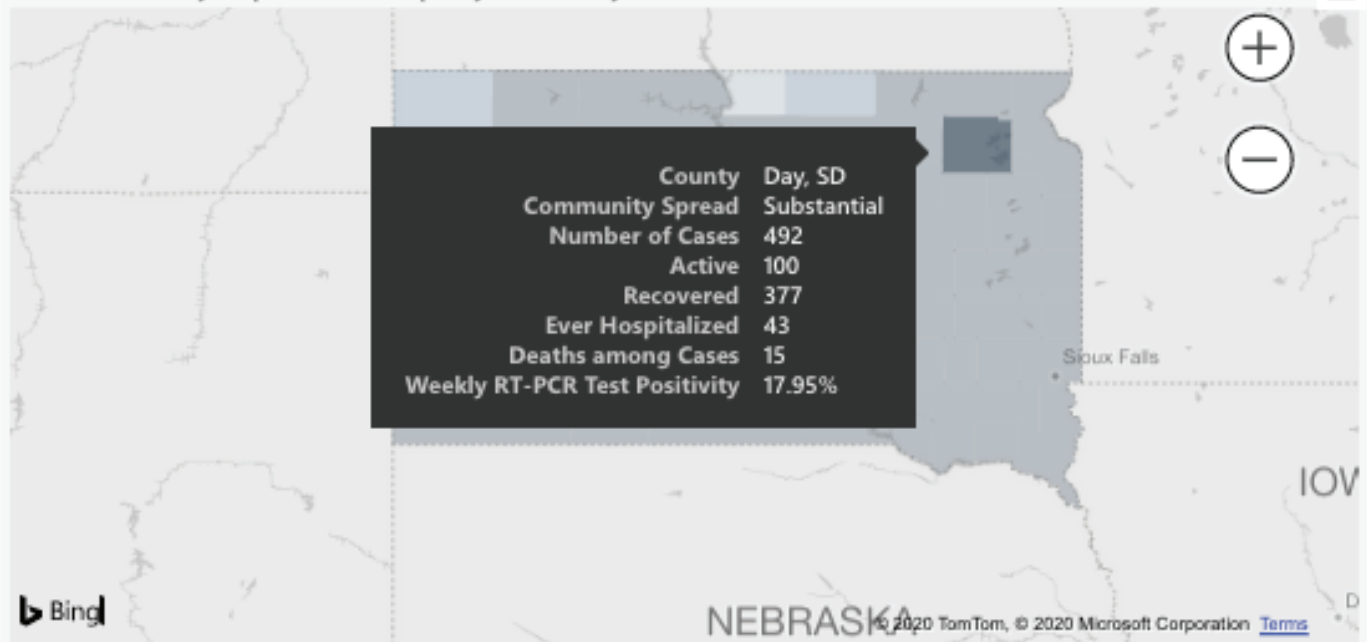 County Day, SD
Community Spread Substantial
Number of Cases 492
Active 100
Recovered 377
Ever Hospitalized 43
Deaths among Cases 15
Weekly RT-PCR Test Positivity 17.95%
Sioux Falls
IOW
Bing
NEBRASKA
© 2020 TomTom, © 2020 Microsoft Corporation Terms
D